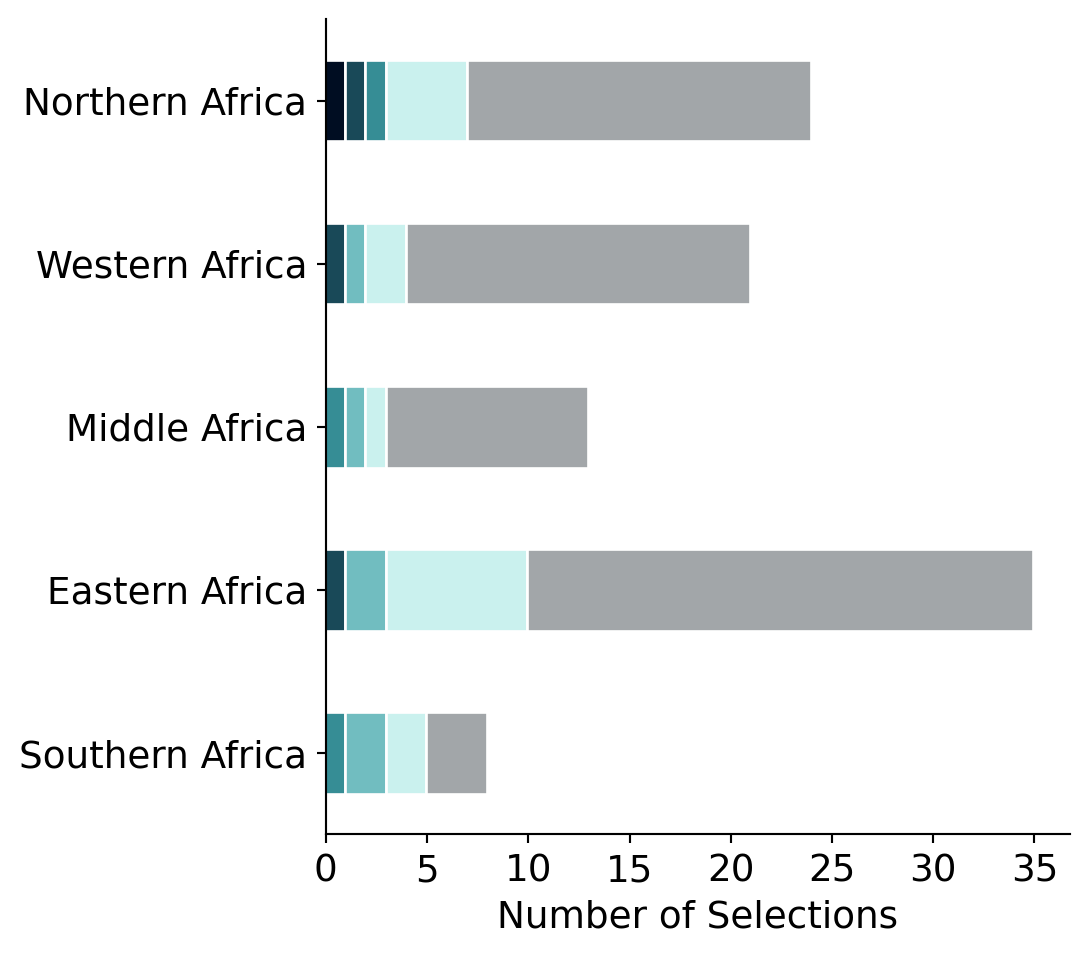 Northern Africa
Western Africa
Middle Africa
Eastern Africa
Southern Africa
0 5 10 15 20 25 30 35
Number of Selections